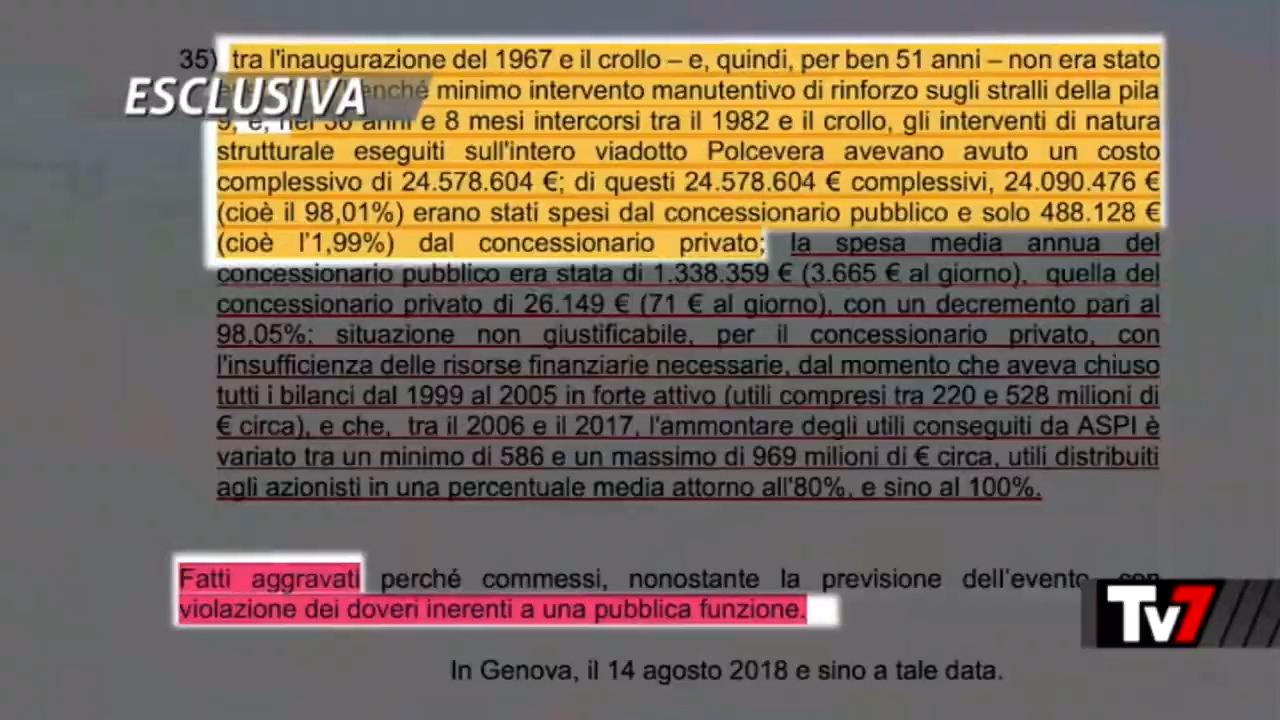 35) tra l'inaugurazione del 1967 e il crollo – e, quindi, per ben 51 anni – non era stato
ESCLUSIVA
minimo intervento manutentivo di rinforzo sugli stralli della pila
9, e, nei 36 anni e 8 mesi intercorsi tra il 1982 e il crollo, gli interventi di natura
strutturale eseguiti sull'intero viadotto Polcevera avevano avuto un costo
complessivo di 24.578.604 €; di questi 24.578.604 € complessivi, 24.090.476 €
(cioè il 98,01%) erano stati spesi dal concessionario pubblico e solo 488.128 €
(cioè l'1,99%) dal concessionario privato; la spesa media annua del
concessionario pubblico era stata di 1.338.359 € (3.665 € al giorno), quella del
concessionario privato di 26.149 € (71 € al giorno), con un decremento pari al
98,05%; situazione non giustificabile, per il concessionario privato, con
l'insufficienza delle risorse finanziarie necessarie, dal momento che aveva chiuso
tutti i bilanci dal 1999 al 2005 in forte attivo (utili compresi tra 220 e 528 milioni di
€ circa), e che, tra il 2006 e il 2017, l'ammontare degli utili conseguiti da ASPI è
variato tra un minimo di 586 e un massimo di 969 milioni di € circa, utili distribuiti
agli azionisti in una percentuale media attorno all'80%, e sino al 100%.
Fatti aggravati perché commessi, nonostante la previsione dell'evento, con
violazione dei doveri inerenti a una pubblica funzione.
Tv7
In Genova, il 14 agosto 2018 e sino a tale data.